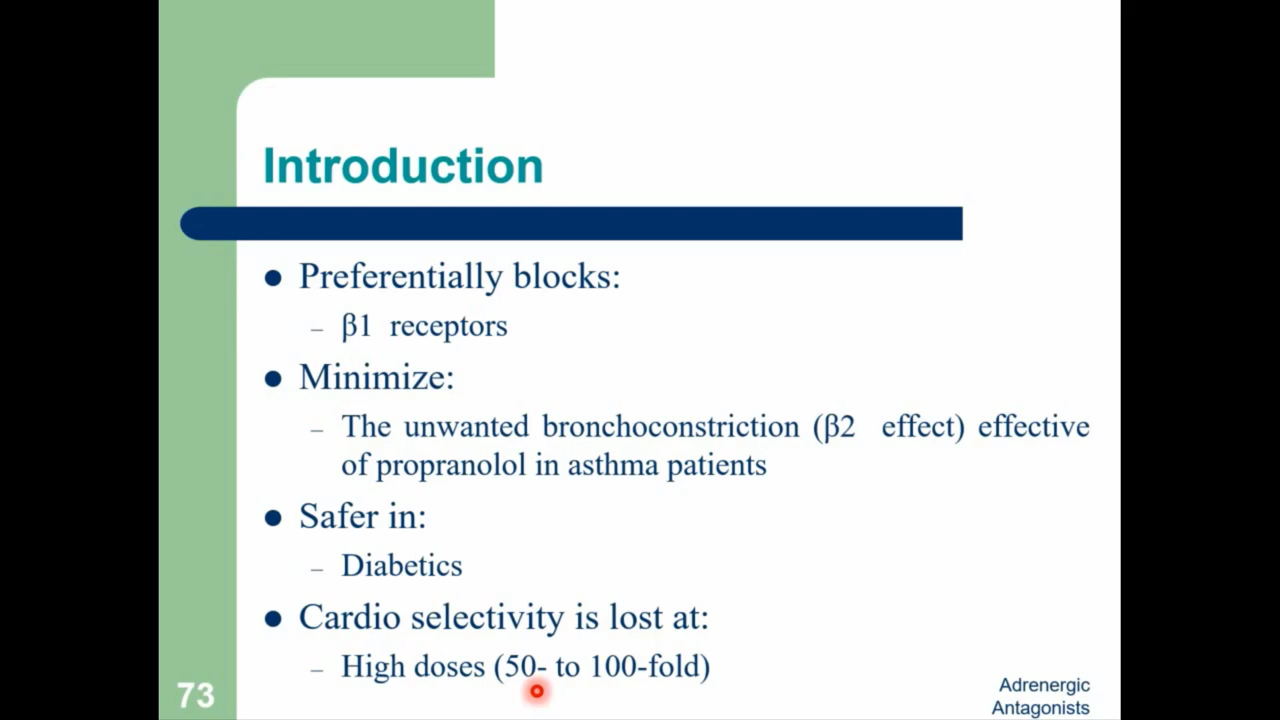 Introduction
● Preferentially blocks:
– β1 receptors
● Minimize:
– The unwanted bronchoconstriction (β2 effect) effective
of propranolol in asthma patients
● Safer in:
– Diabetics
● Cardio selectivity is lost at:
– High doses (50- to 100-fold)
73
Adrenergic
Antagonists